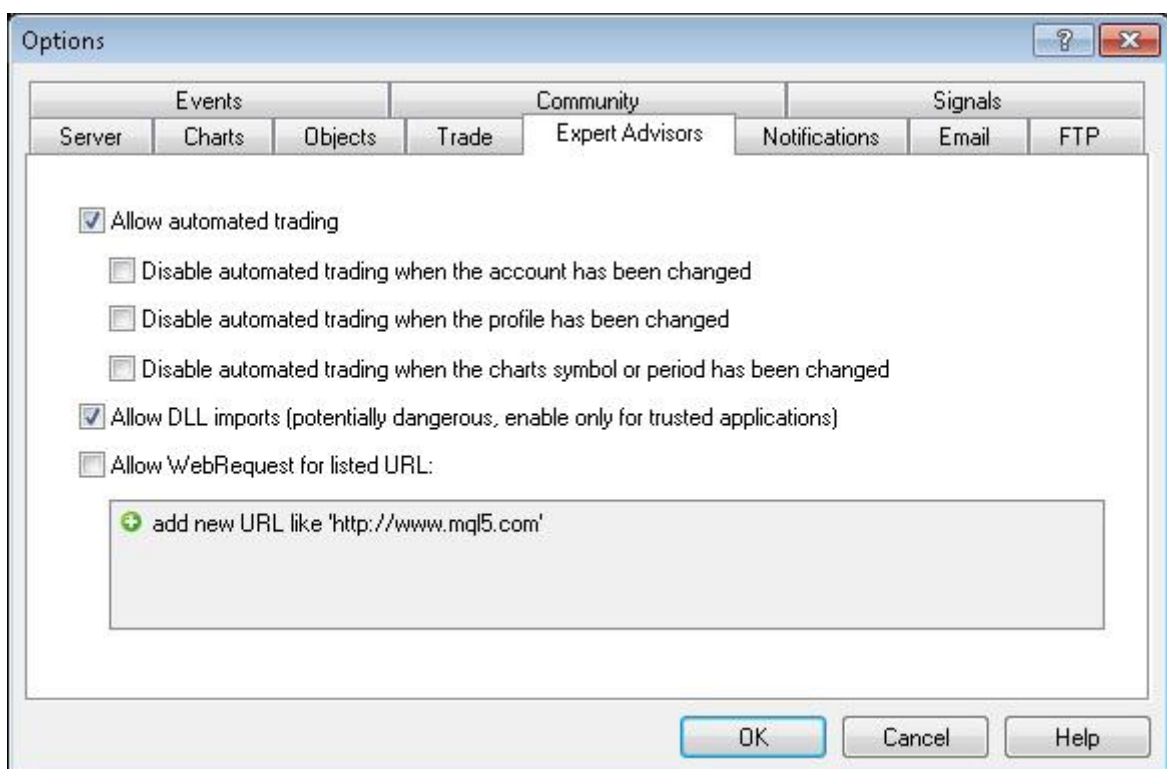 Options
Events Community Signals
Server Charts Objects Trade Expert Advisors Notifications Email FTP
Allow automated trading
Disable automated trading when the account has been changed
Disable automated trading when the profile has been changed
Disable automated trading when the charts symbol or period has been changed
Allow DLL imports (potentially dangerous, enable only for trusted applications)
Allow WebRequest for listed URL:
add new URL like 'http://www.mql5.com'
OK Cancel Help